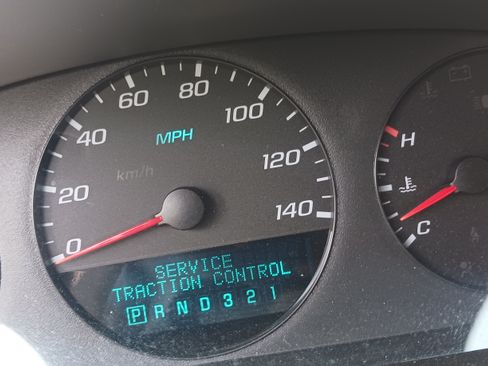 80
60
100
40
MPH
km/h
120
20
140
0
H
C
SERVICE
TRACTION CONTROL
P R N D 3 2 1